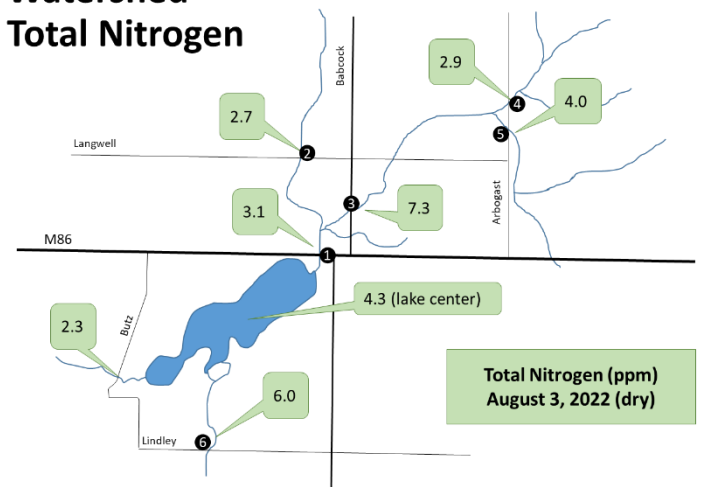 Total Nitrogen
Babcock
2.9
4
4.0
5
2.7
Langwell
2
Arbogast
3
7.3
3.1
M86
1
4.3 (lake center)
Butz
2.3
Total Nitrogen (ppm)
August 3, 2022 (dry)
6.0
Lindley
6